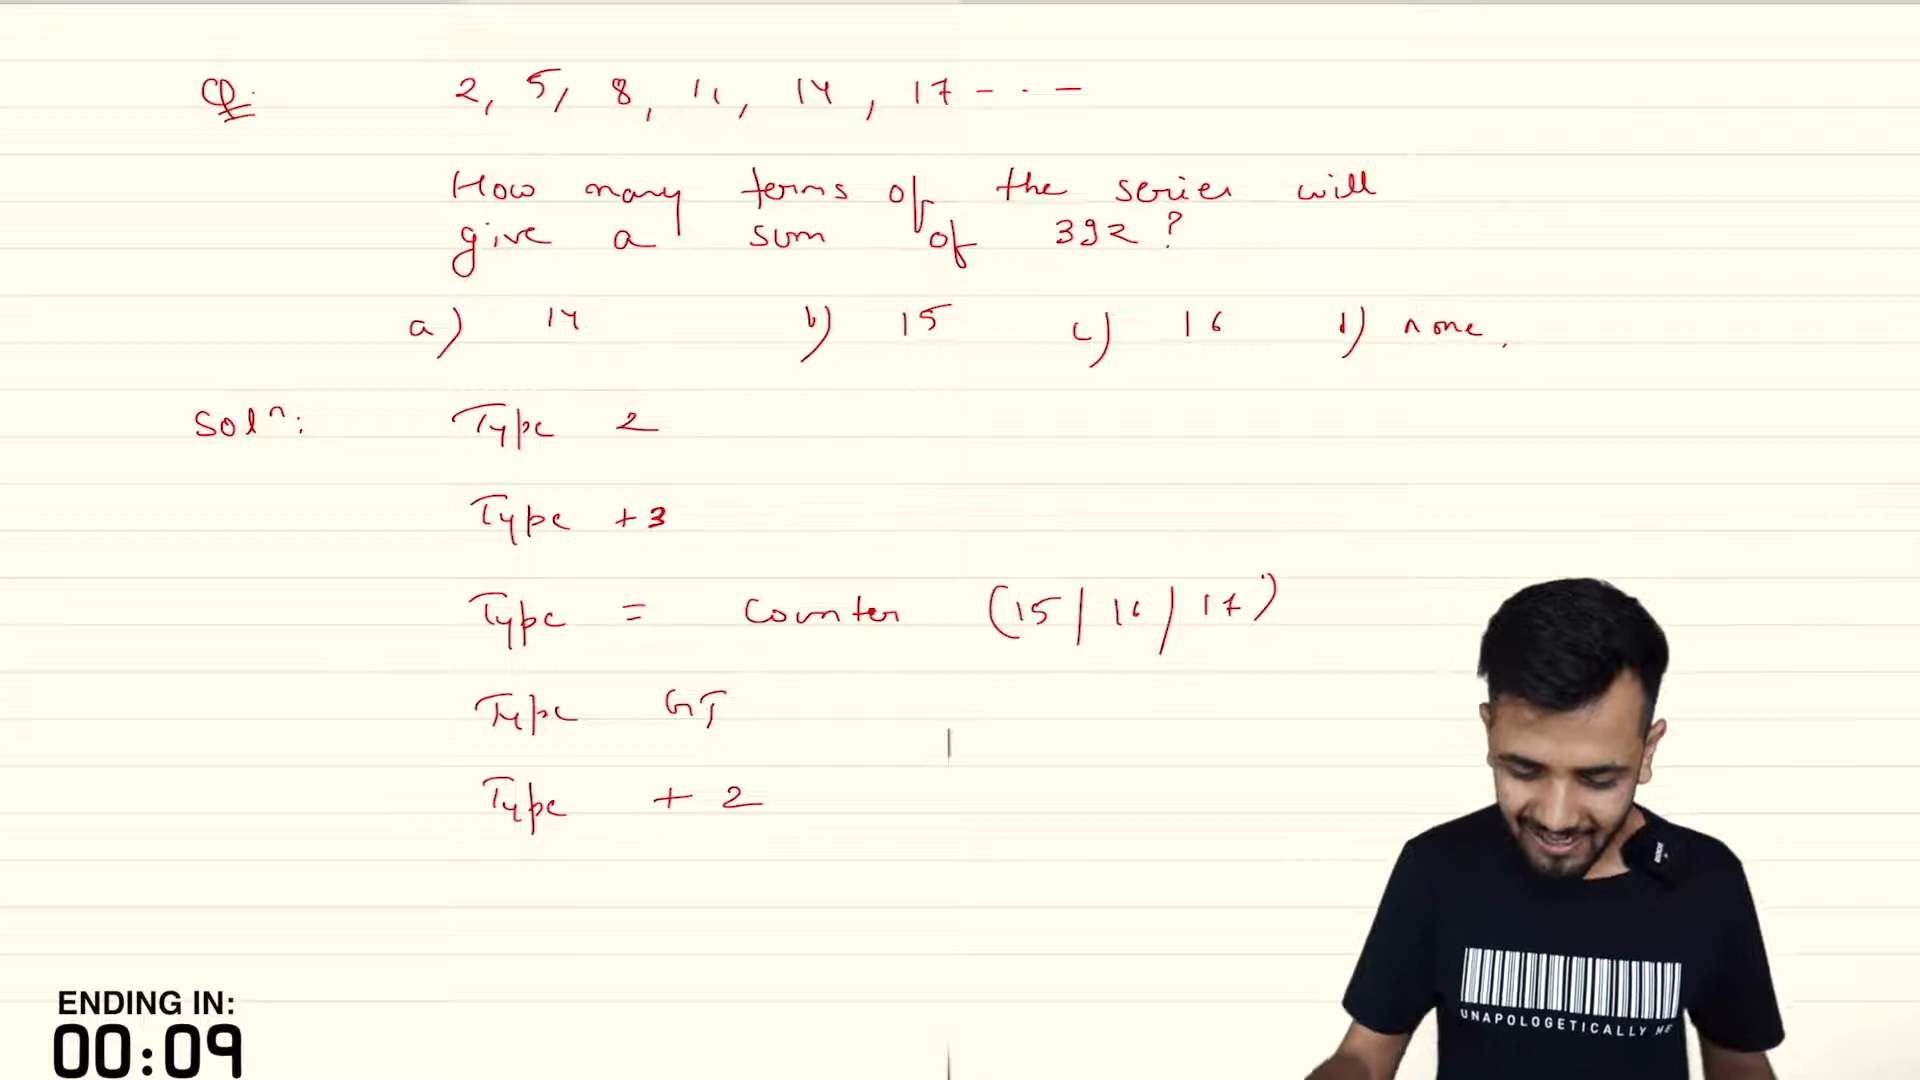 Q. 2, 5, 8, 11, 14, 17 - . . -
How many terms of the series will
give a sum of 392?
a) 14 b) 15 c) 16 d) none.
Solⁿ: Type 2
Type +3
Type = Counter (15/16/17)
Type GT
Type + 2
ENDING IN:
00:09
UNAPOLOGETICALLY ME